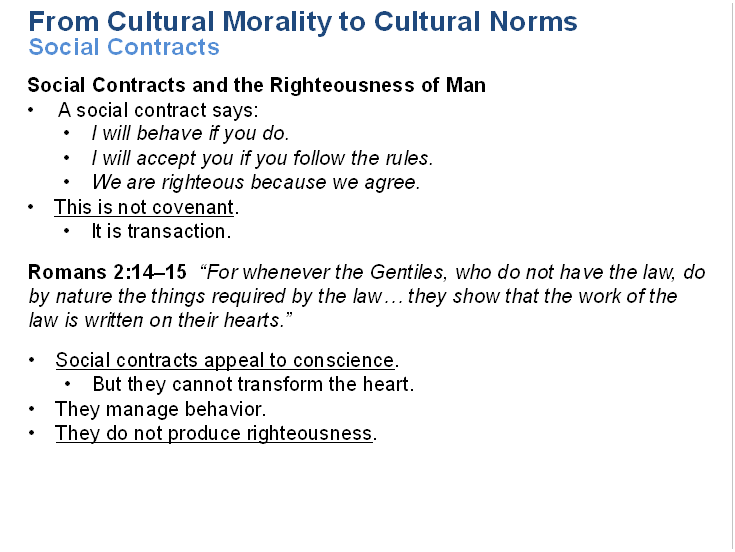 From Cultural Morality to Cultural Norms
Social Contracts
Social Contracts and the Righteousness of Man
• A social contract says:
• I will behave if you do.
• I will accept you if you follow the rules.
• We are righteous because we agree.
• This is not covenant.
• It is transaction.
Romans 2:14–15 “For whenever the Gentiles, who do not have the law, do
by nature the things required by the law… they show that the work of the
law is written on their hearts.”
• Social contracts appeal to conscience.
• But they cannot transform the heart.
• They manage behavior.
• They do not produce righteousness.